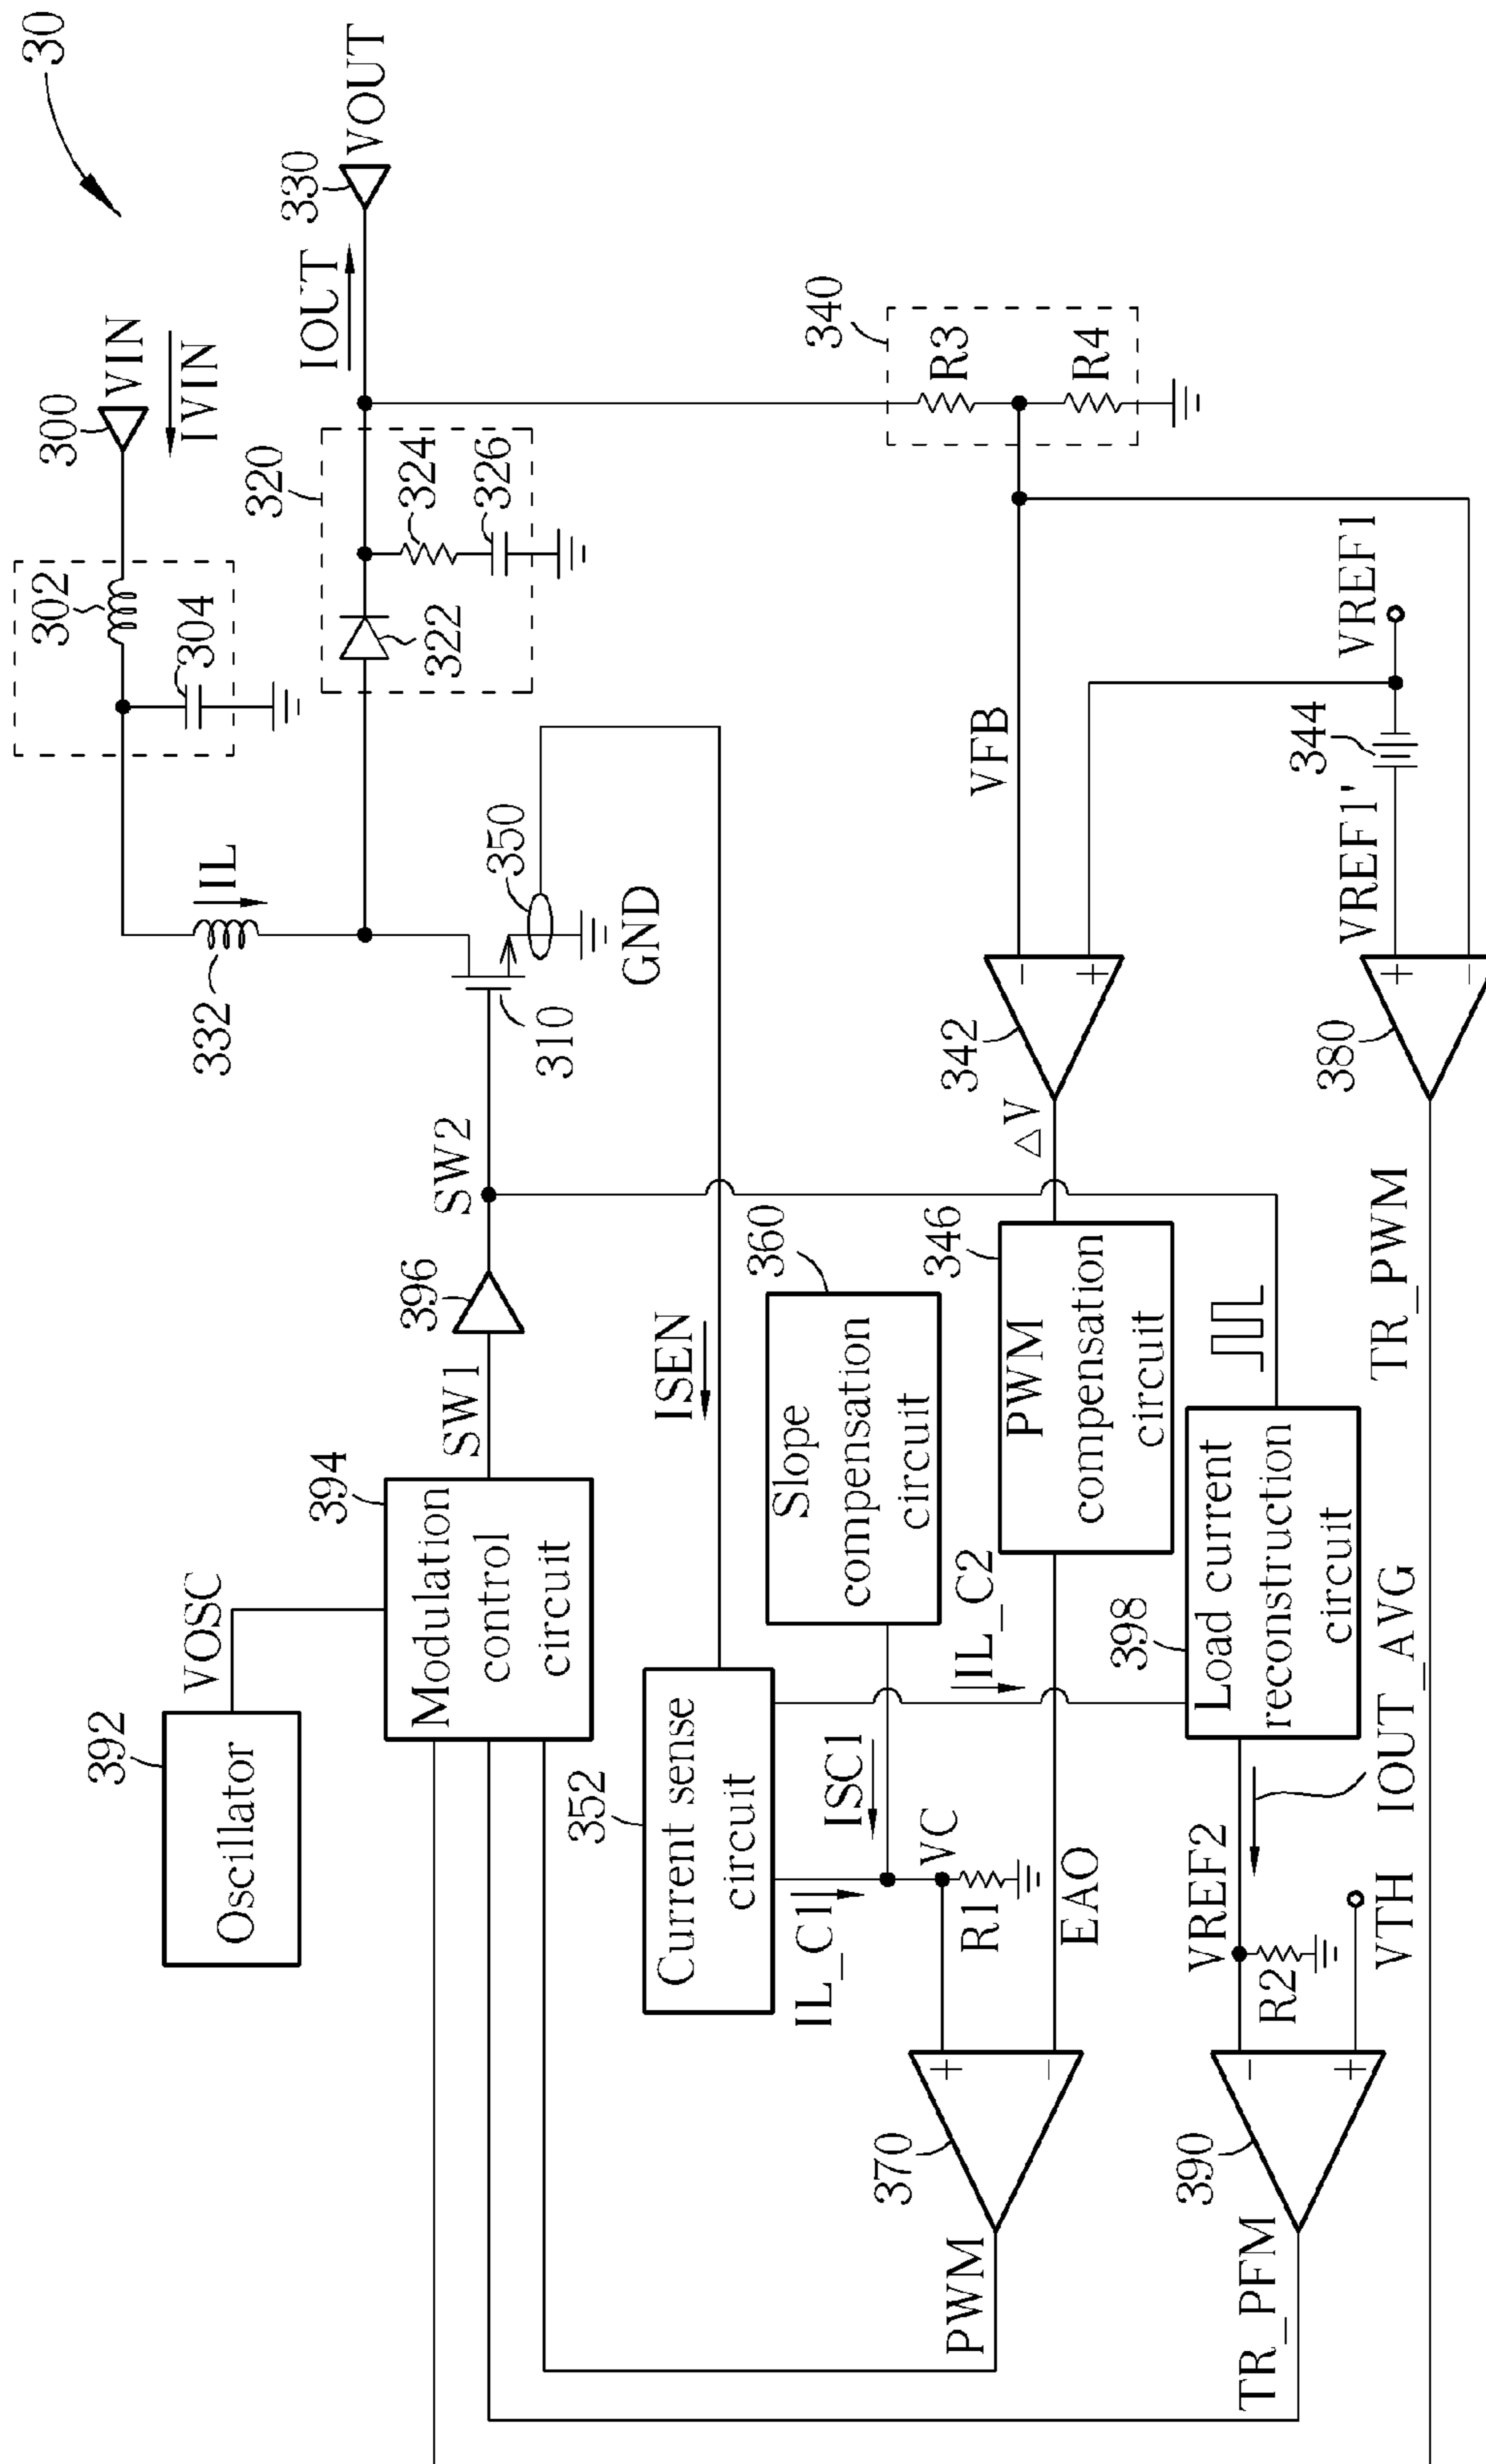 30
300
VIN
IVIN
302
304
332
IL
320
322
324
326
IOUT
330
VOUT
310
350
GND
340
R3
R4
392
Oscillator
VOSC
394
Modulation
control
circuit
SW1
396
SW2
ISEN
352
Current sense
circuit
360
Slope
compensation
circuit
IL_C1
ISC1
VC
R1
IL_C2
346
PWM
compensation
circuit
△V
342
-
+
VFB
EAO
370
+
-
PWM
398
Load current
reconstruction
circuit
IOUT_AVG
VREF2
R2
VTH
390
-
+
TR_PFM
344
VREF1
VREF1'
380
+
-
TR_PWM